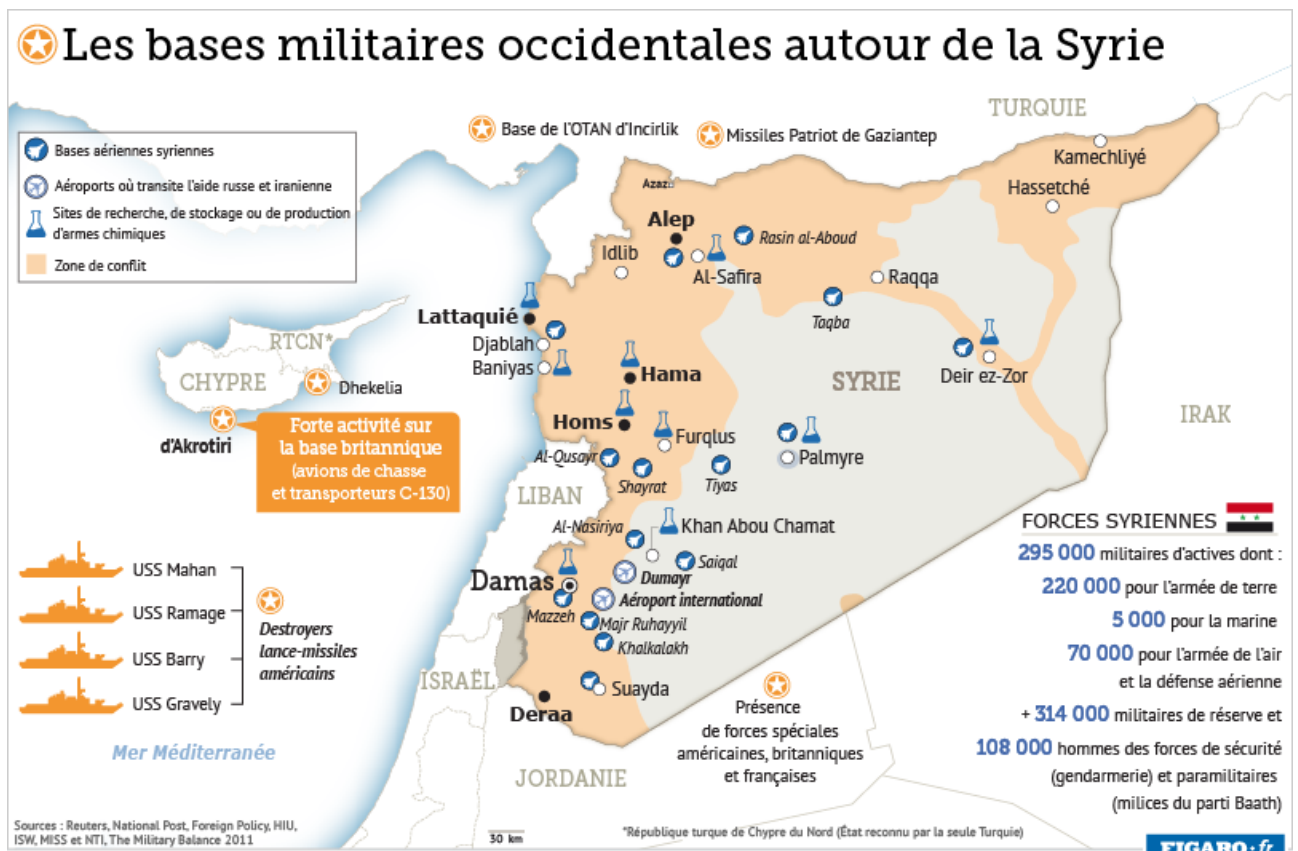 Les bases militaires occidentales autour de la Syrie
Bases aériennes syriennes
Aéroports où transite l'aide russe et iranienne
Sites de recherche, de stockage ou de production
d'armes chimiques
Zone de conflit
Base de l'OTAN d'Incirlik
Missiles Patriot de Gaziantep
TURQUIE
Kamechliyé
Hassetché
Azaz
Alep
Rasin al-Aboud
Idlib
Al-Safira
Raqqa
Taqba
Lattaquié
Djablah
Baniyas
Hama
SYRIE
Deir ez-Zor
IRAK
RTCN*
CHYPRE
Dhekelia
d'Akrotiri
Forte activité sur
la base britannique
(avions de chasse
et transporteurs C-130)
Homs
Furqlus
Al-Qusayr
Shayrat
Tiyas
Palmyre
LIBAN
Al-Nasiriya
Khan Abou Chamat
Saiqal
Dumayr
Damas
Aéroport international
Mazzeh
Majr Ruhayyil
Khalkalakh
ISRAËL
Suayda
Deraa
JORDANIE
Présence
de forces spéciales
américaines, britanniques
et françaises
USS Mahan
USS Ramage
USS Barry
USS Gravely
Destroyers
lance-missiles
américains
Mer Méditerranée
FORCES SYRIENNES
295 000 militaires d'actives dont :
220 000 pour l'armée de terre
5 000 pour la marine
70 000 pour l'armée de l'air
et la défense aérienne
+ 314 000 militaires de réserve et
108 000 hommes des forces de sécurité
(gendarmerie) et paramilitaires
(milices du parti Baath)
Sources : Reuters, National Post, Foreign Policy, HIU,
ISW, MISS et NTI, The Military Balance 2011
30 km
*République turque de Chypre du Nord (État reconnu par la seule Turquie)
FIGARO·fr